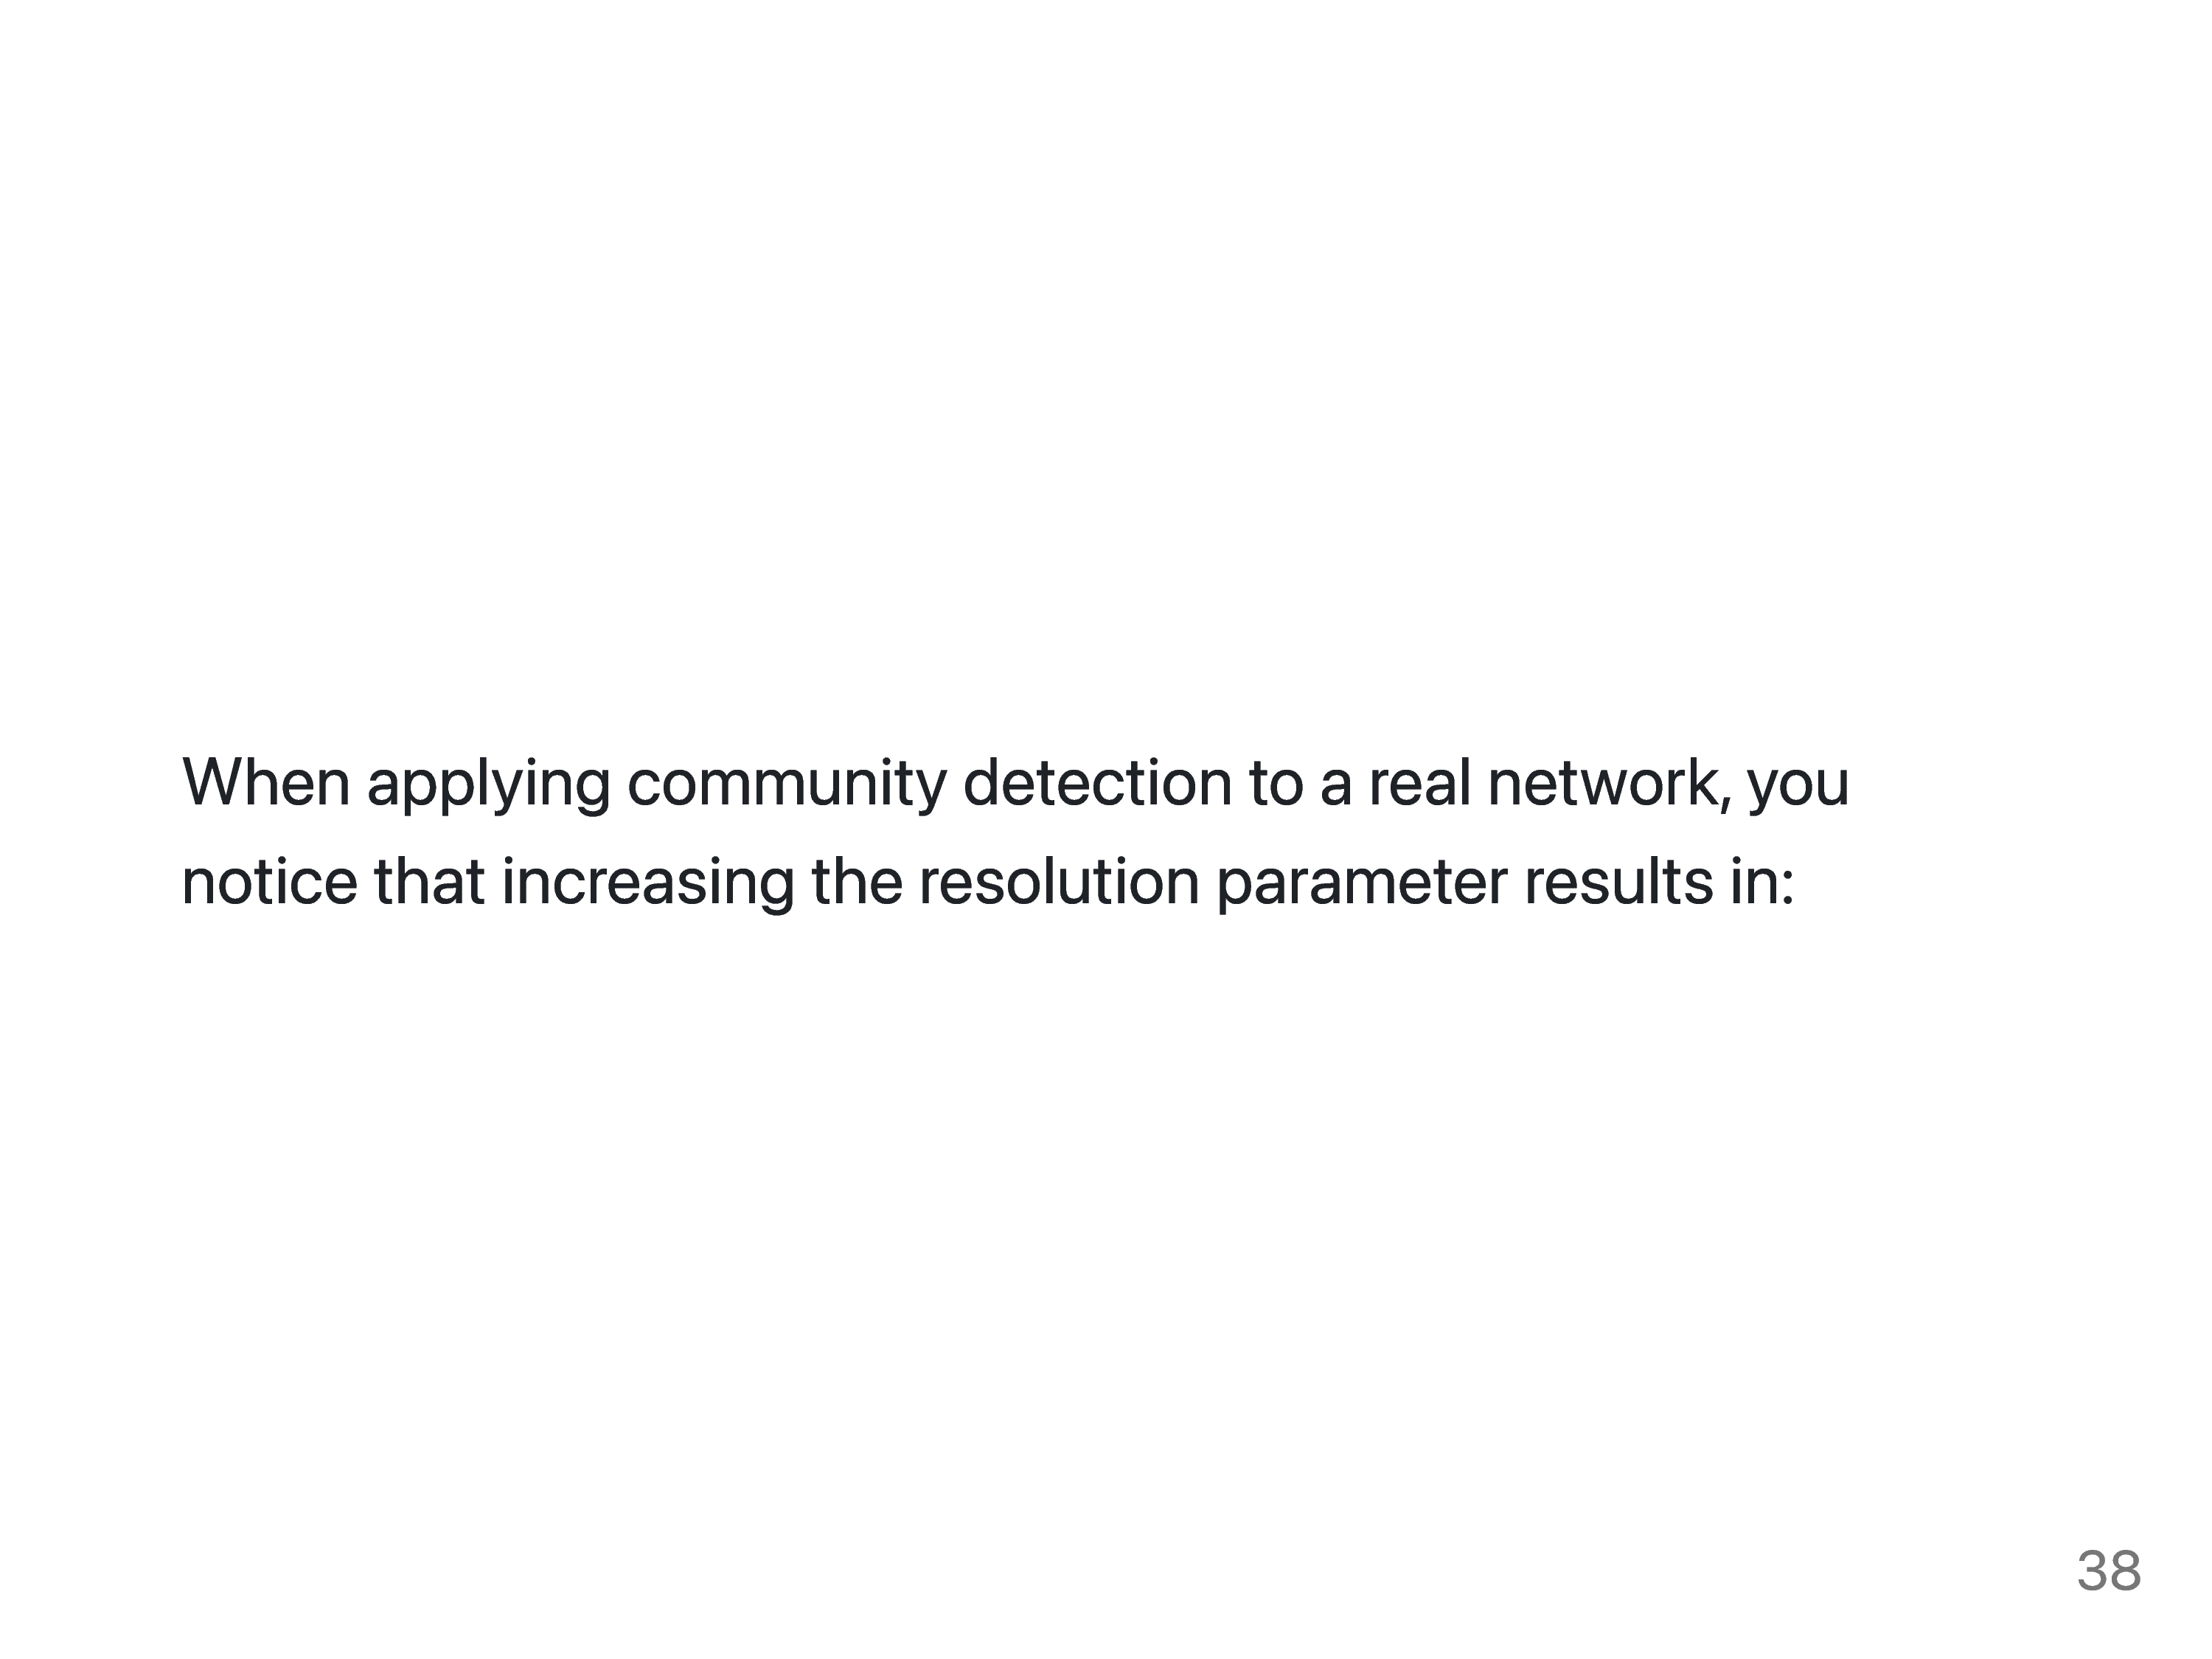 When applying community detection to a real network, you
notice that increasing the resolution parameter results in:
38